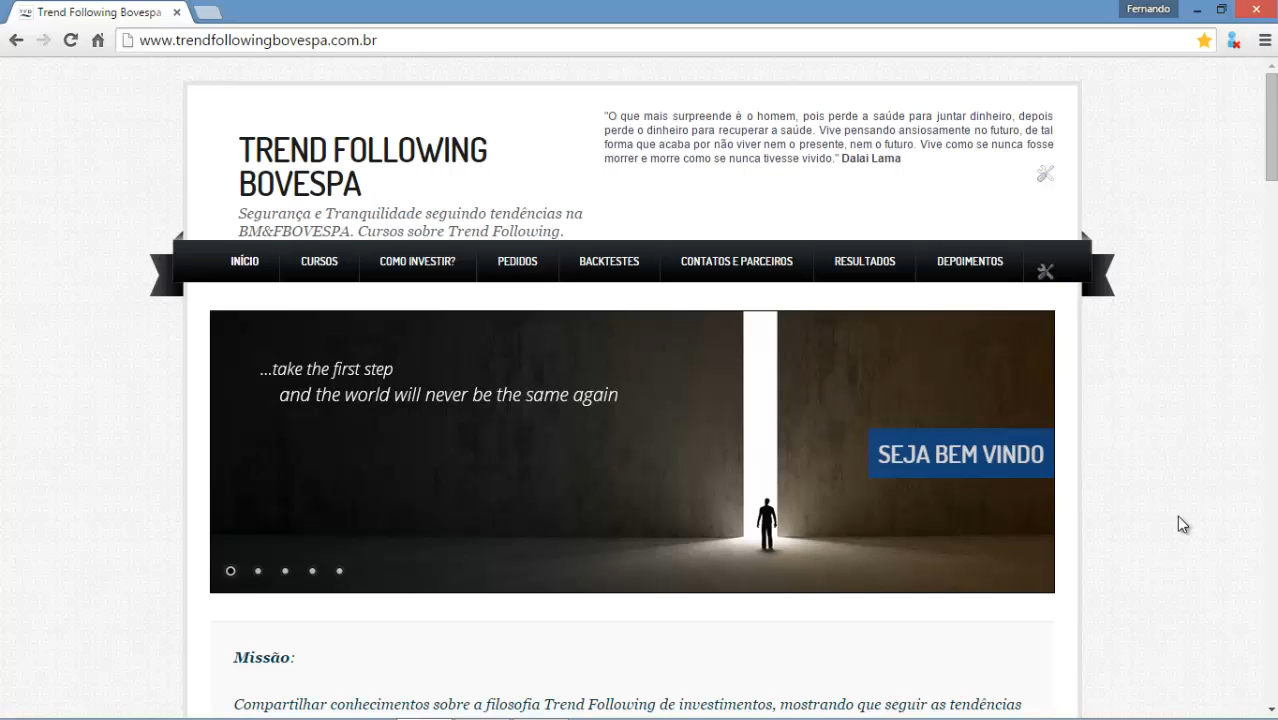 Trend Following Bovespa
Fernando
www.trendfollowingbovespa.com.br
TREND FOLLOWING
BOVESPA
Segurança e Tranquilidade seguindo tendências na
BM&FBOVESPA. Cursos sobre Trend Following.
"O que mais surpreende è o homem, pois perde a saúde para juntar dinheiro, depois
perde o dinheiro para recuperar a saúde. Vive pensando ansiosamente no futuro, de tal
forma que acaba por não viver nem o presente, nem o futuro. Vive como se nunca fosse
morrer e morre como se nunca tivesse vivido." Dalai Lama
INÍCIO CURSOS COMO INVESTIR? PEDIDOS BACKTESTES CONTATOS E PARCEIROS RESULTADOS DEPOIMENTOS
...take the first step
and the world will never be the same again
SEJA BEM VINDO
Missão:
Compartilhar conhecimentos sobre a filosofia Trend Following de investimentos, mostrando que seguir as tendências